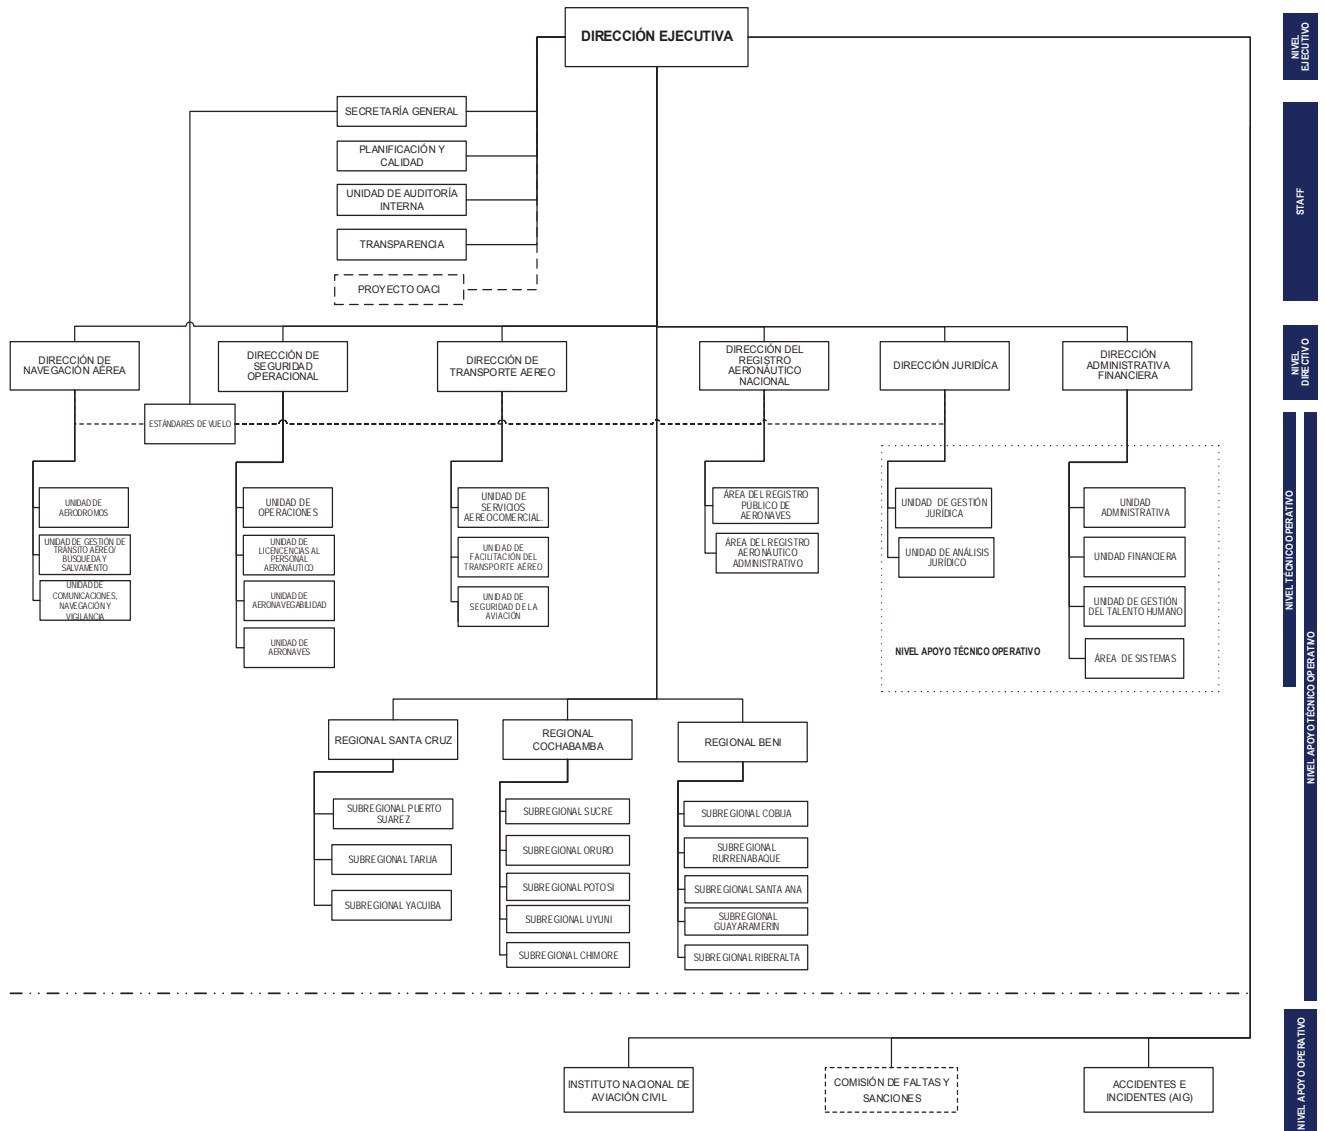 DIRECCIÓN EJECUTIVA
NIVEL
EJECUTIVO
SECRETARÍA GENERAL
PLANIFICACIÓN Y
CALIDAD
UNIDAD DE AUDITORÍA
INTERNA
TRANSPARENCIA
PROYECTO OACI
STAFF
DIRECCIÓN DE
NAVEGACIÓN AÉREA
DIRECCIÓN DE
SEGURIDAD
OPERACIONAL
DIRECCIÓN DE
TRANSPORTE AEREO
DIRECCIÓN DEL
REGISTRO
AERONÁUTICO
NACIONAL
DIRECCIÓN JURIDÍCA
DIRECCIÓN
ADMINISTRATIVA
FINANCIERA
NIVEL
DIRECTIVO
ESTÁNDARES DE VUELO
UNIDAD DE
AERODROMOS
UNIDAD DE GESTIÓN DE
TRÁNSITO AÉREO/
BÚSQUEDA Y
SALVAMENTO
UNIDAD DE
COMUNICACIONES,
NAVEGACIÓN Y
VIGILANCIA
UNIDAD DE
OPERACIONES
UNIDAD DE
LICENCENCIAS AL
PERSONAL
AERONÁUTICO
UNIDAD DE
AERONAVEGABILIDAD
UNIDAD DE
AERONAVES
UNIDAD DE
SERVICIOS
AEREOCOMERCIAL.
UNIDAD DE
FACILITACIÓN DEL
TRANSPORTE AÉREO
UNIDAD DE
SEGURIDAD DE LA
AVIACIÓN
ÁREA DEL REGISTRO
PÚBLICO DE
AERONAVES
ÁREA DEL REGISTRO
AERONÁUTICO
ADMINISTRATIVO
UNIDAD DE GESTIÓN
JURÍDICA
UNIDAD DE ANÁLISIS
JURÍDICO
UNIDAD
ADMINISTRATIVA
UNIDAD FINANCIERA
UNIDAD DE GESTIÓN
DEL TALENTO HUMANO
ÁREA DE SISTEMAS
NIVEL APOYO TÉCNICO OPERATIVO
NIVEL TÉCNICO OPERATIVO
NIVEL APOYO TÉCNICO OPERATIVO
REGIONAL SANTA CRUZ
REGIONAL
COCHABAMBA
REGIONAL BENI
SUBREGIONAL PUERTO
SUAREZ
SUBREGIONAL TARIJA
SUBREGIONAL YACUIBA
SUBREGIONAL SUCRE
SUBREGIONAL ORURO
SUBREGIONAL POTOSI
SUBREGIONAL UYUNI
SUBREGIONAL CHIMORE
SUBREGIONAL COBIJA
SUBREGIONAL
RURRENABAQUE
SUBREGIONAL SANTA ANA
SUBREGIONAL
GUAYARAMERIN
SUBREGIONAL RIBERALTA
INSTITUTO NACIONAL DE
AVIACIÓN CIVIL
COMISIÓN DE FALTAS Y
SANCIONES
ACCIDENTES E
INCIDENTES (AIG)
NIVEL APOYO OPERATIVO